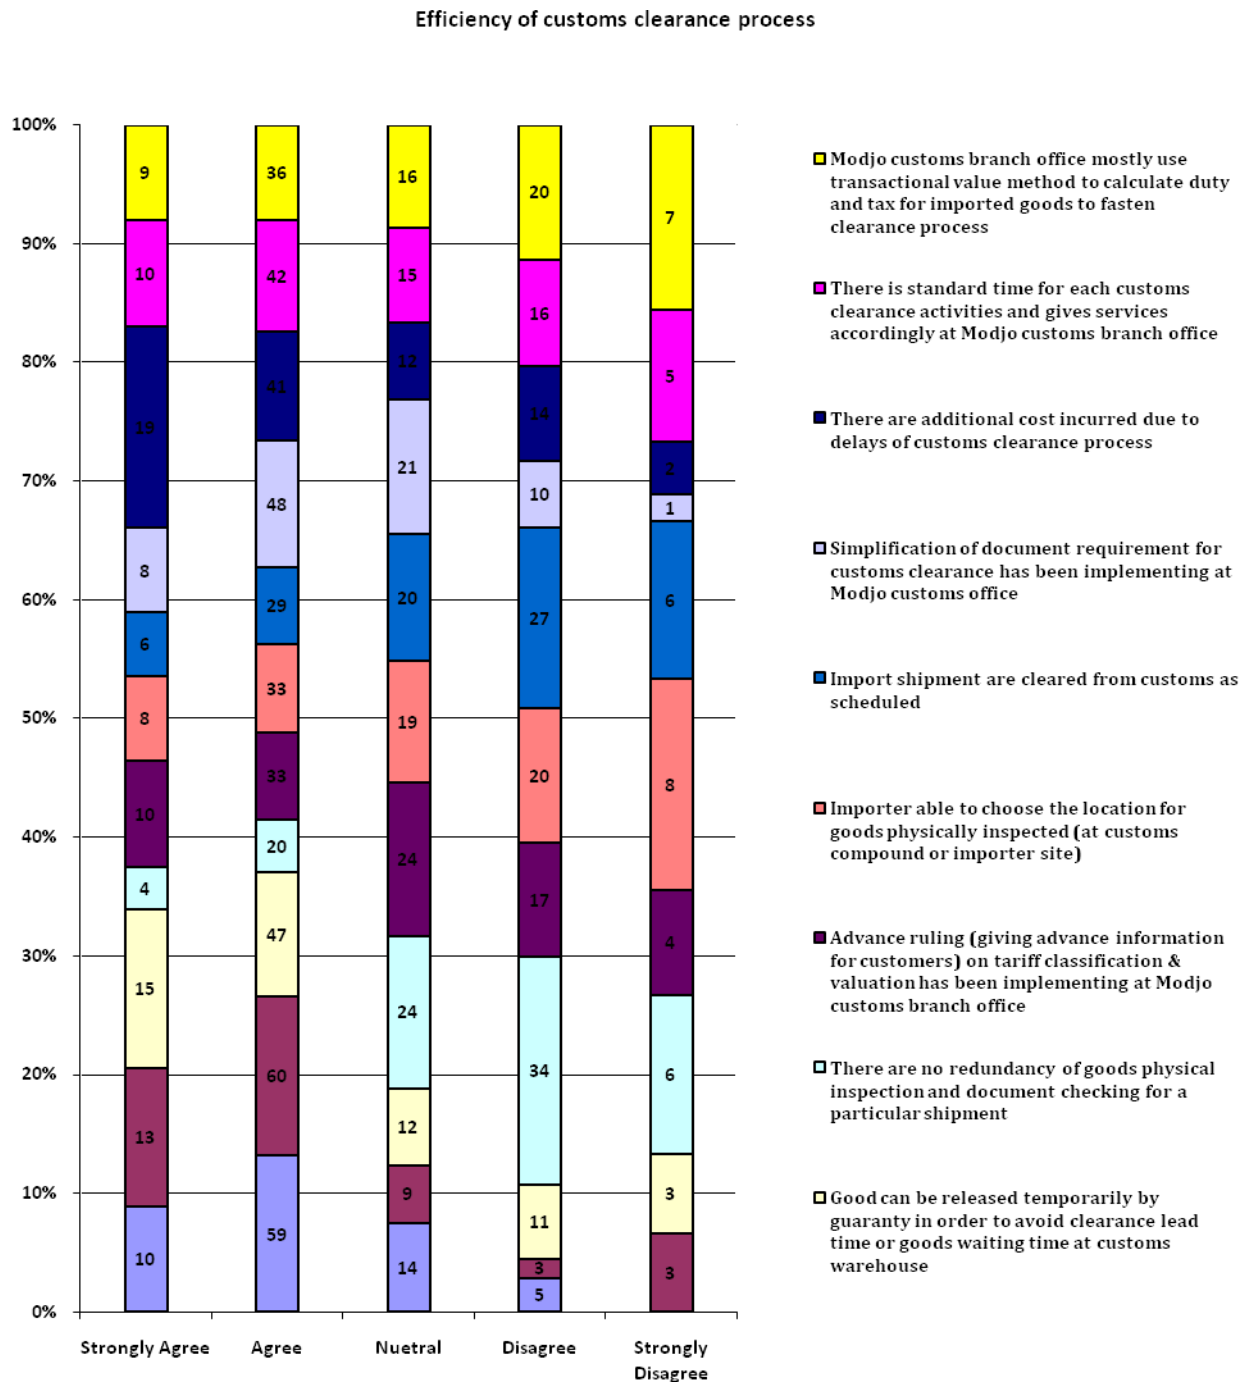 Efficiency of customs clearance process
100%
90%
80%
70%
60%
50%
40%
30%
20%
10%
0%
9
10
19
8
6
8
10
4
15
13
10
36
42
41
48
29
33
33
20
47
60
59
16
15
12
21
20
19
24
24
12
9
14
20
16
14
10
27
20
17
34
11
3
5
7
5
2
1
6
8
4
6
3
3
Strongly Agree
Agree
Nuetral
Disagree
Strongly
Disagree
Modjo customs branch office mostly use
transactional value method to calculate duty
and tax for imported goods to fasten
clearance process
There is standard time for each customs
clearance activities and gives services
accordingly at Modjo customs branch office
There are additional cost incurred due to
delays of customs clearance process
Simplification of document requirement for
customs clearance has been implementing at
Modjo customs office
Import shipment are cleared from customs as
scheduled
Importer able to choose the location for
goods physically inspected (at customs
compound or importer site)
Advance ruling (giving advance information
for customers) on tariff classification &
valuation has been implementing at Modjo
customs branch office
There are no redundancy of goods physical
inspection and document checking for a
particular shipment
Good can be released temporarily by
guaranty in order to avoid clearance lead
time or goods waiting time at customs
warehouse